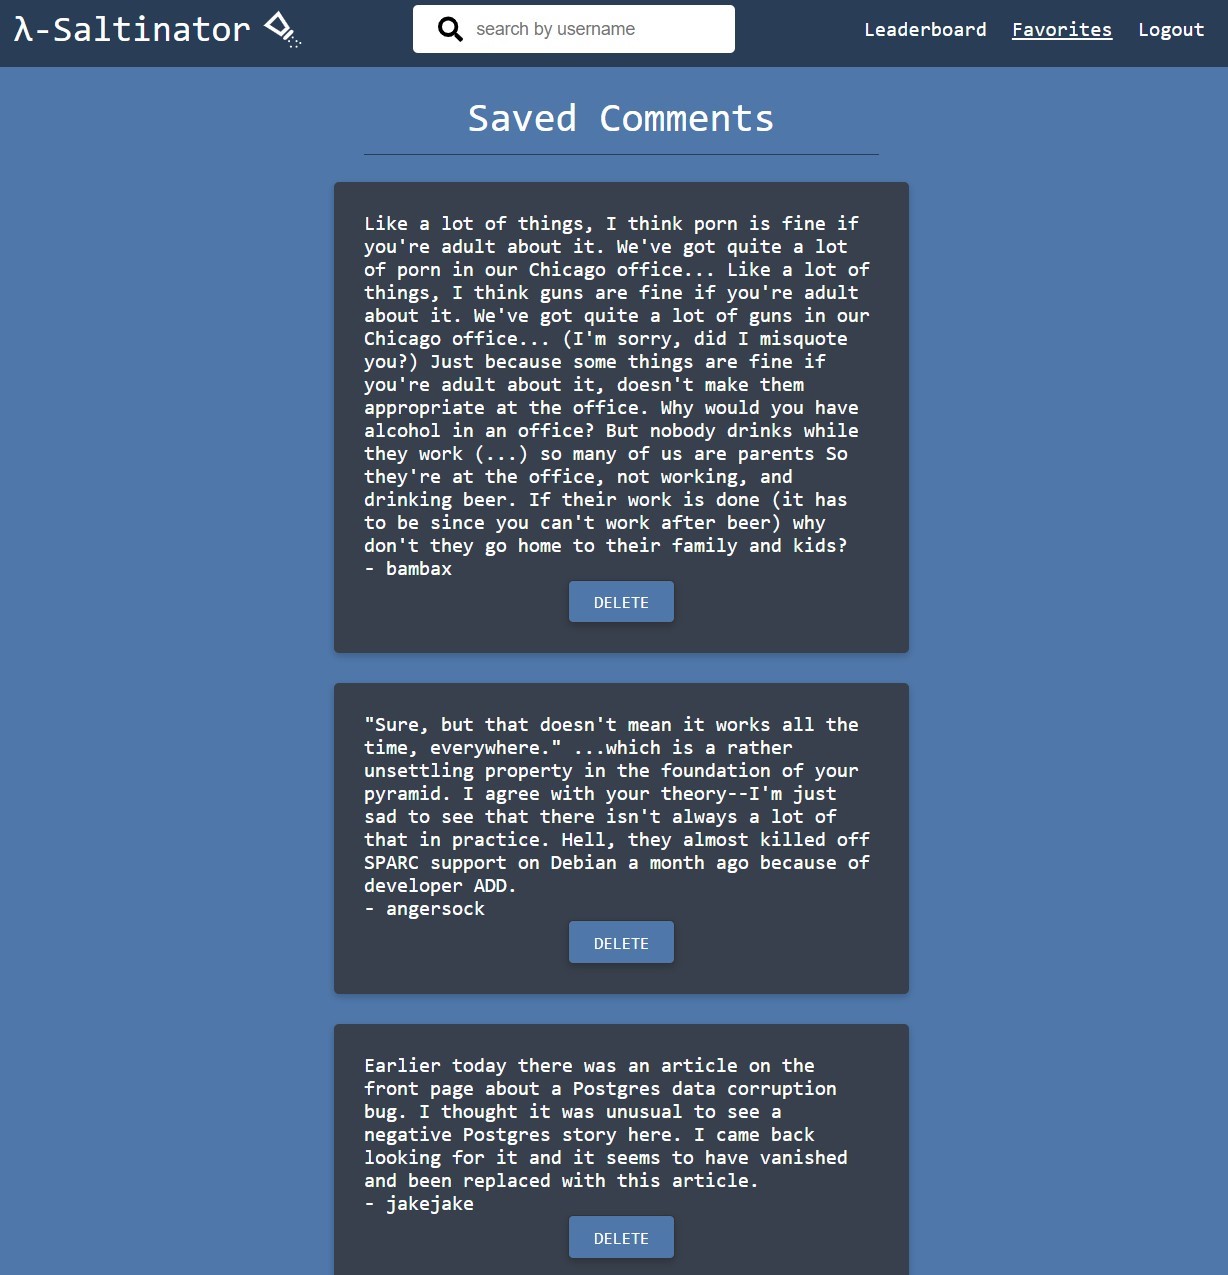 λ-Saltinator
search by username
Leaderboard Favorites Logout
Saved Comments
Like a lot of things, I think porn is fine if
you're adult about it. We've got quite a lot
of porn in our Chicago office... Like a lot of
things, I think guns are fine if you're adult
about it. We've got quite a lot of guns in our
Chicago office... (I'm sorry, did I misquote
you?) Just because some things are fine if
you're adult about it, doesn't make them
appropriate at the office. Why would you have
alcohol in an office? But nobody drinks while
they work (...) so many of us are parents So
they're at the office, not working, and
drinking beer. If their work is done (it has
to be since you can't work after beer) why
don't they go home to their family and kids?
- bambax
DELETE
"Sure, but that doesn't mean it works all the
time, everywhere." ...which is a rather
unsettling property in the foundation of your
pyramid. I agree with your theory--I'm just
sad to see that there isn't always a lot of
that in practice. Hell, they almost killed off
SPARC support on Debian a month ago because of
developer ADD.
- angersock
DELETE
Earlier today there was an article on the
front page about a Postgres data corruption
bug. I thought it was unusual to see a
negative Postgres story here. I came back
looking for it and it seems to have vanished
and been replaced with this article.
- jakejake
DELETE